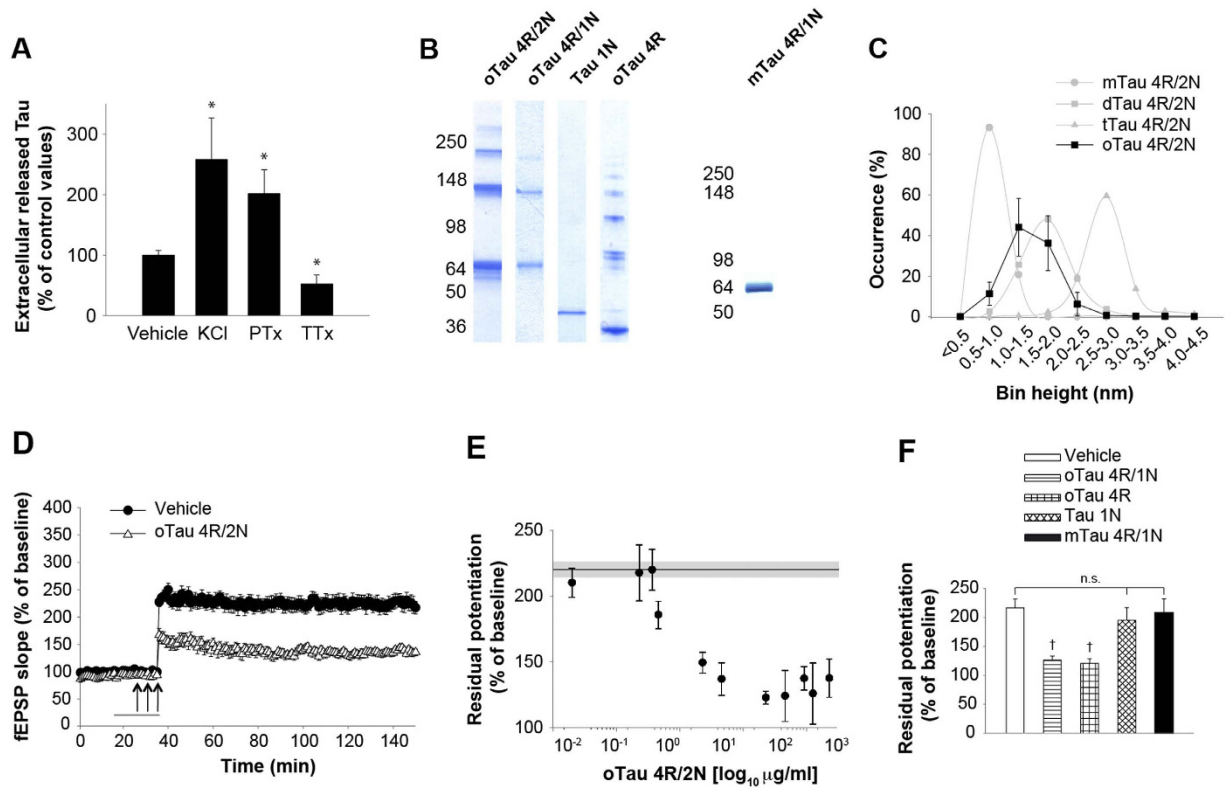 A
Extracellular released Tau
(% of control values)
300
200
100
0
*
*
*
Vehicle KCl PTx TTx
B
oTau 4R/2N
oTau 4R/1N
Tau 1N
oTau 4R
mTau 4R/1N
250
148
98
64
50
36
250
148
98
64
50
C
mTau 4R/2N
dTau 4R/2N
tTau 4R/2N
oTau 4R/2N
Occurrence (%)
100
80
60
40
20
0
<0.5
0.5-1.0
1.0-1.5
1.5-2.0
2.0-2.5
2.5-3.0
3.0-3.5
3.5-4.0
4.0-4.5
Bin height (nm)
D
Vehicle
oTau 4R/2N
fEPSP slope (% of baseline)
400
350
300
250
200
150
100
50
0
0 20 40 60 80 100 120 140
Time (min)
E
Residual potentiation
(% of baseline)
250
200
150
100
10-2 10-1 100 101 102 103
oTau 4R/2N [log10 µg/ml]
F
Vehicle
oTau 4R/1N
oTau 4R
Tau 1N
mTau 4R/1N
n.s.
Residual potentiation
(% of baseline)
250
200
150
100
50
0
† †